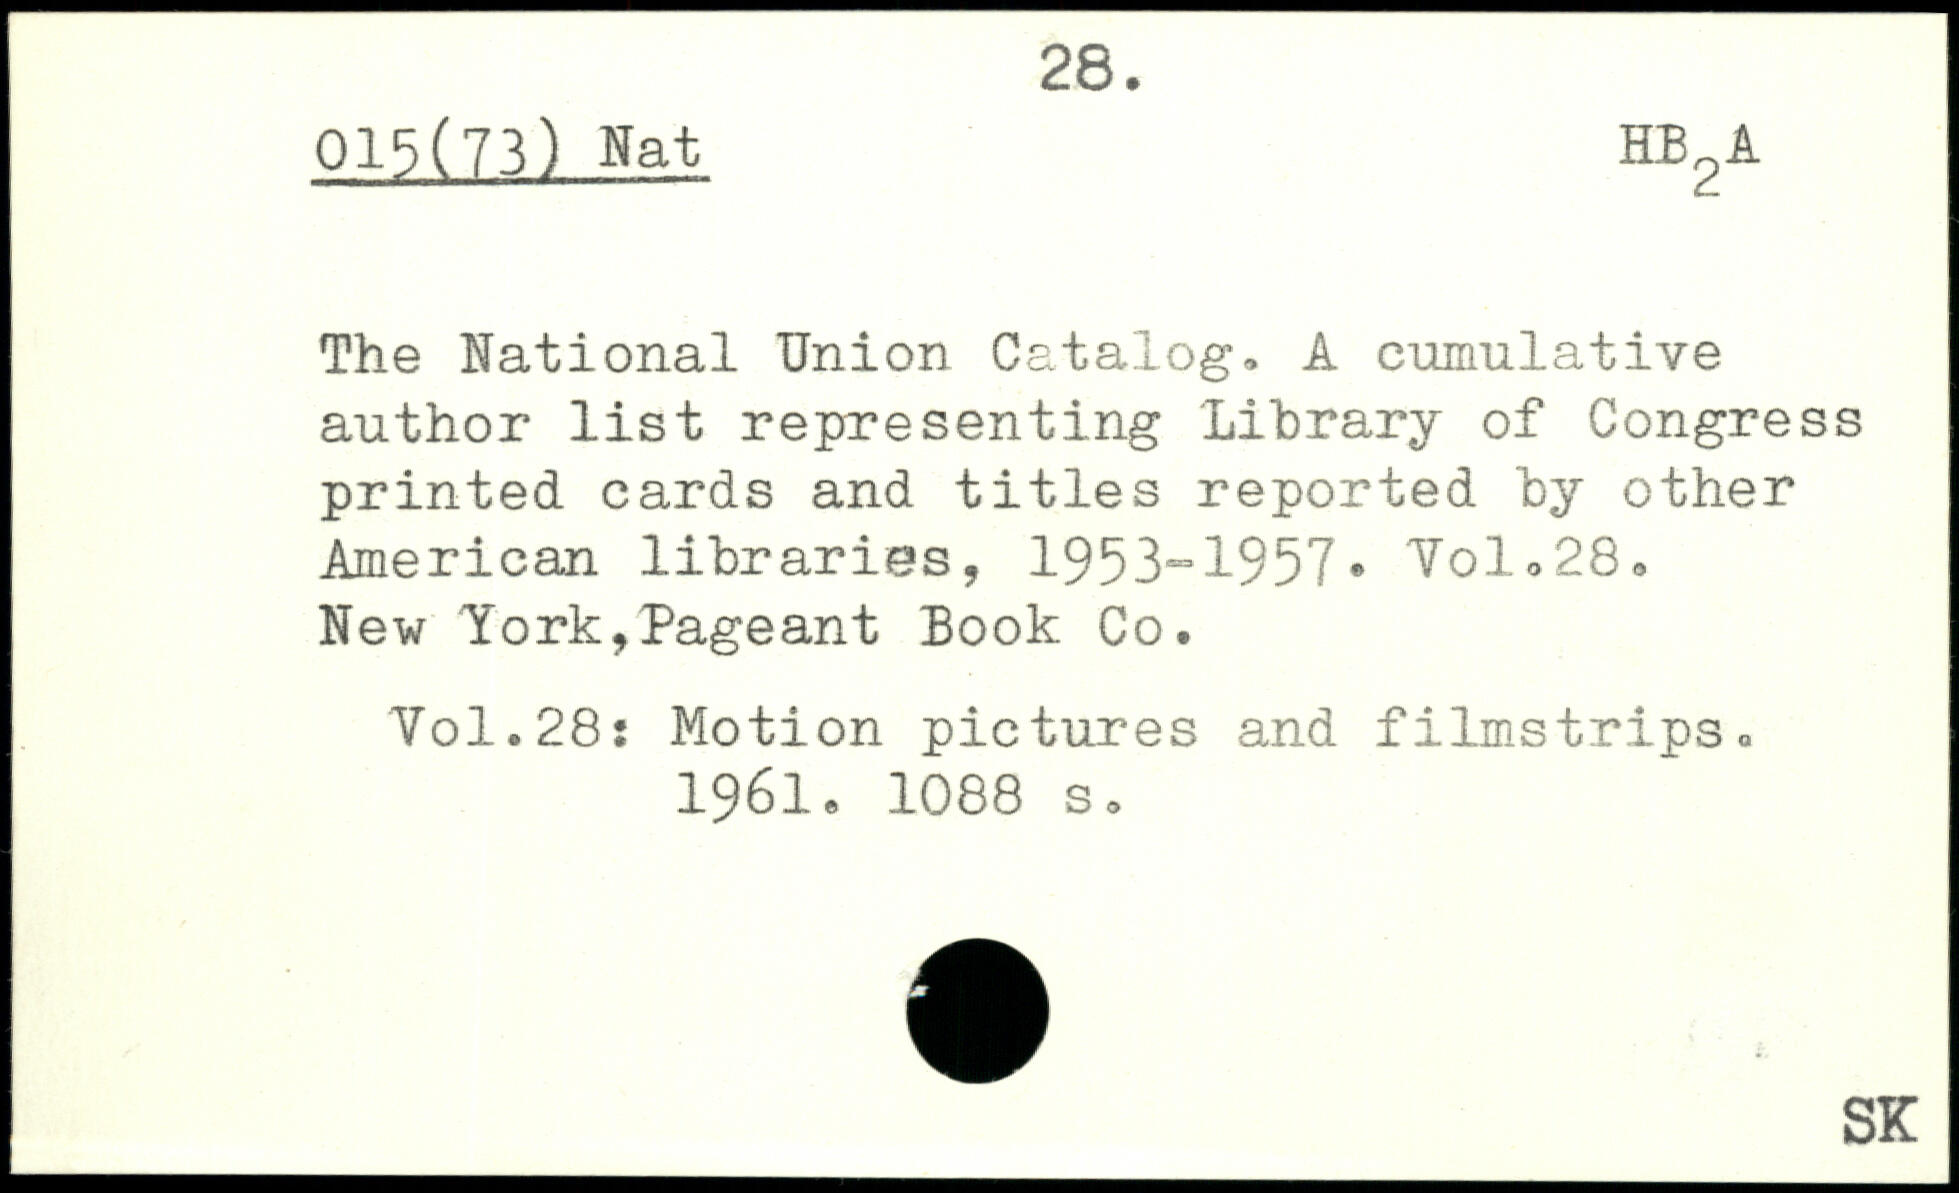 28.
015(73) Nat
HB₂A
The National Union Catalog. A cumulative
author list representing Library of Congress
printed cards and titles reported by other
American libraries, 1953-1957. Vol.28.
New York,Pageant Book Co.
Vol.28: Motion pictures and filmstrips.
1961. 1088 s.
SK